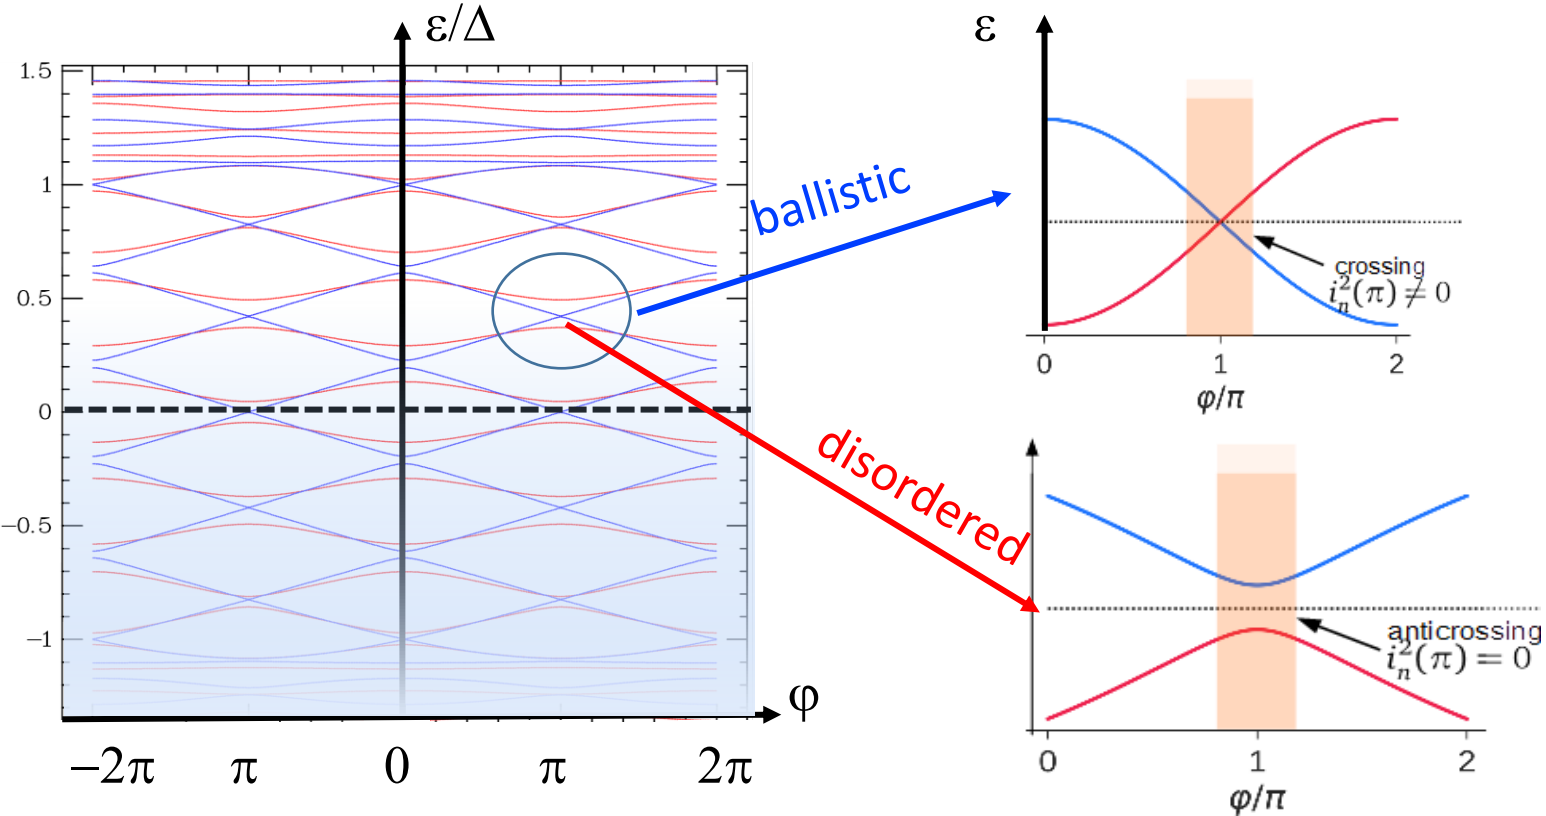 ε/Δ
1.5
1
0.5
0
−0.5
−1
−2π π 0 π 2π
φ
ballistic
disordered
ε
crossing
i_n^2(π) ≠ 0
0 1 2
φ/π
anticrossing
i_n^2(π) = 0
0 1 2
φ/π